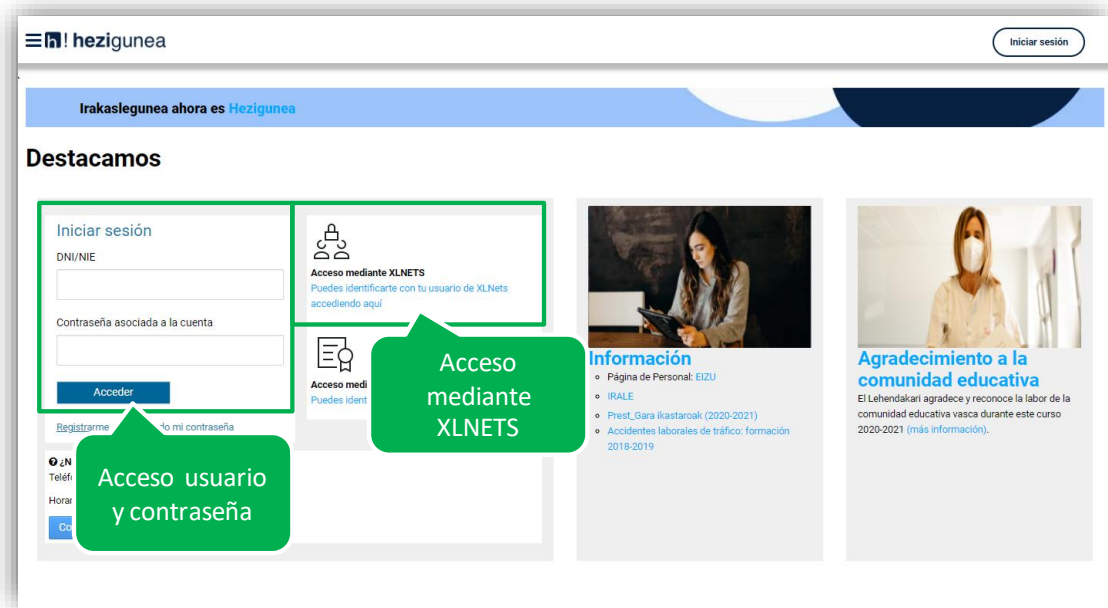 h! hezigunea
Iniciar sesión
Irakaslegunea ahora es Hezigunea
Destacamos
Iniciar sesión
DNI/NIE
Contraseña asociada a la cuenta
Acceder
Registrarme
do mi contraseña
Acceso usuario
y contraseña
Acceso mediante XLNETS
Puedes identificarte con tu usuario de XLNets
accediendo aquí
Acceso medi
Puedes ident
Acceso
mediante
XLNETS
Información
Página de Personal: EIZU
IRALE
Prest_Gara ikastaroak (2020-2021)
Accidentes laborales de tráfico: formación
2018-2019
Agradecimiento a la
comunidad educativa
El Lehendakari agradece y reconoce la labor de la
comunidad educativa vasca durante este curso
2020-2021 (más información).